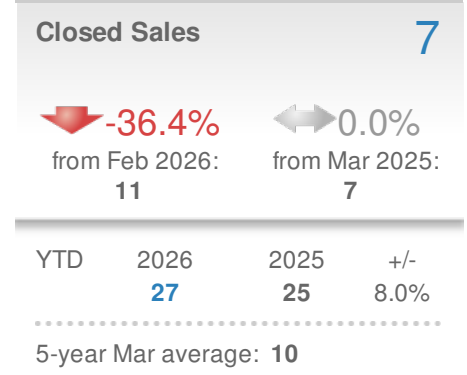 Closed Sales 7
-36.4% 0.0%
from Feb 2026: from Mar 2025:
11 7
YTD 2026 2025 +/-
27 25 8.0%
5-year Mar average: 10